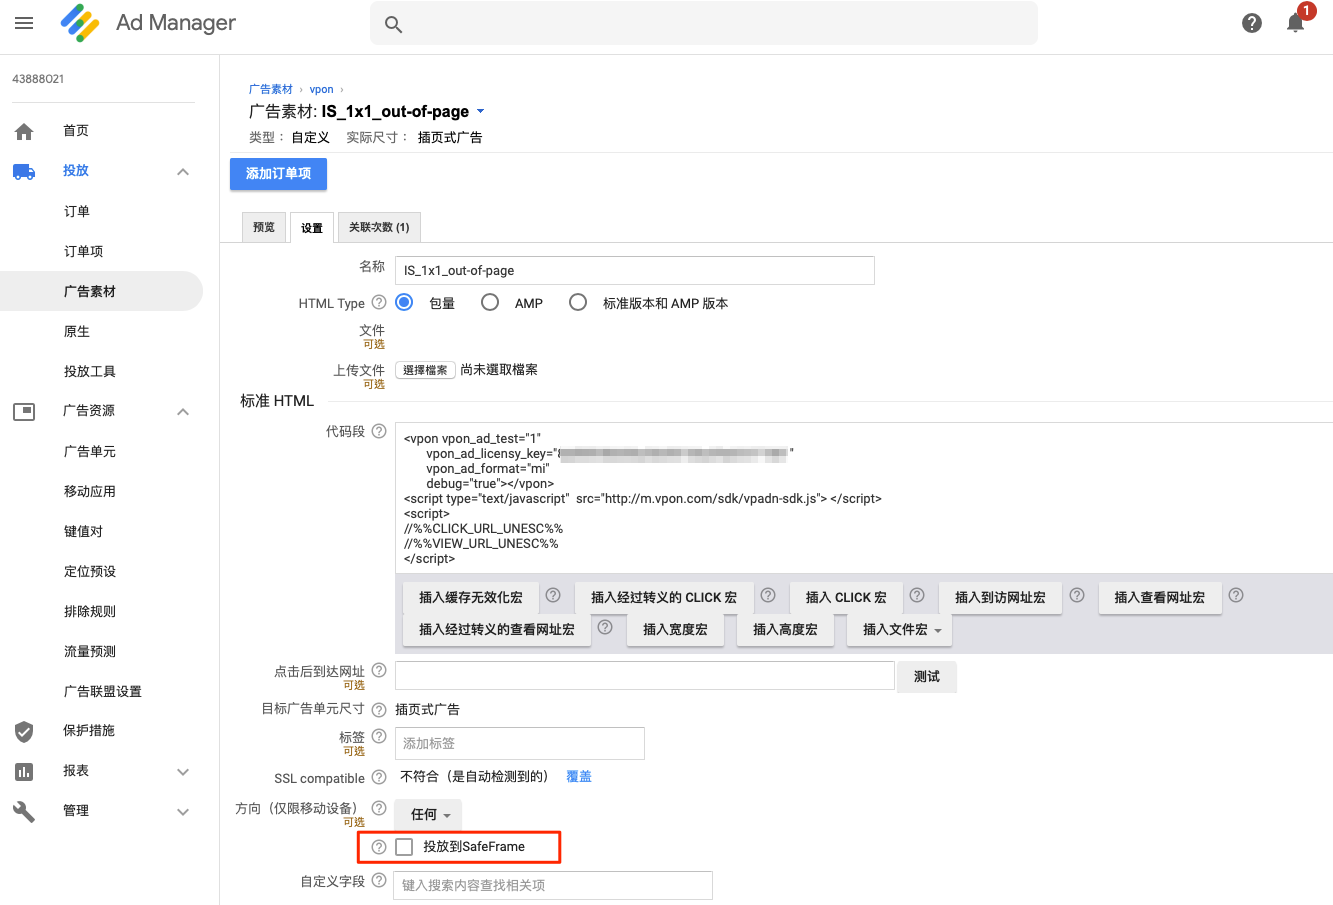 Ad Manager
1
43888021
首页
投放
订单
订单项
广告素材
原生
投放工具
广告资源
广告单元
移动应用
键值对
定位预设
排除规则
流量预测
广告联盟设置
保护措施
报表
管理
广告素材 › vpon ›
广告素材: IS_1x1_out-of-page
类型： 自定义 实际尺寸： 插页式广告
添加订单项
预览 设置 关联次数 (1)
名称 IS_1x1_out-of-page
HTML Type 包量 AMP 标准版本和 AMP 版本
文件
可选
上传文件 選擇檔案 尚未選取檔案
可选
标准 HTML
代码段
<vpon vpon_ad_test="1"
vpon_ad_licensy_key=" "
vpon_ad_format="mi"
debug="true"></vpon>
<script type="text/javascript" src="http://m.vpon.com/sdk/vpadn-sdk.js"> </script>
<script>
//%%CLICK_URL_UNESC%%
//%%VIEW_URL_UNESC%%
</script>
插入缓存无效化宏 插入经过转义的 CLICK 宏 插入 CLICK 宏 插入到访网址宏 插入查看网址宏
插入经过转义的查看网址宏 插入宽度宏 插入高度宏 插入文件宏
点击后到达网址 测试
可选
目标广告单元尺寸 插页式广告
标签 添加标签
可选
SSL compatible 不符合（是自动检测到的） 覆盖
方向（仅限移动设备） 任何
可选
投放到SafeFrame
自定义字段 键入搜索内容查找相关项